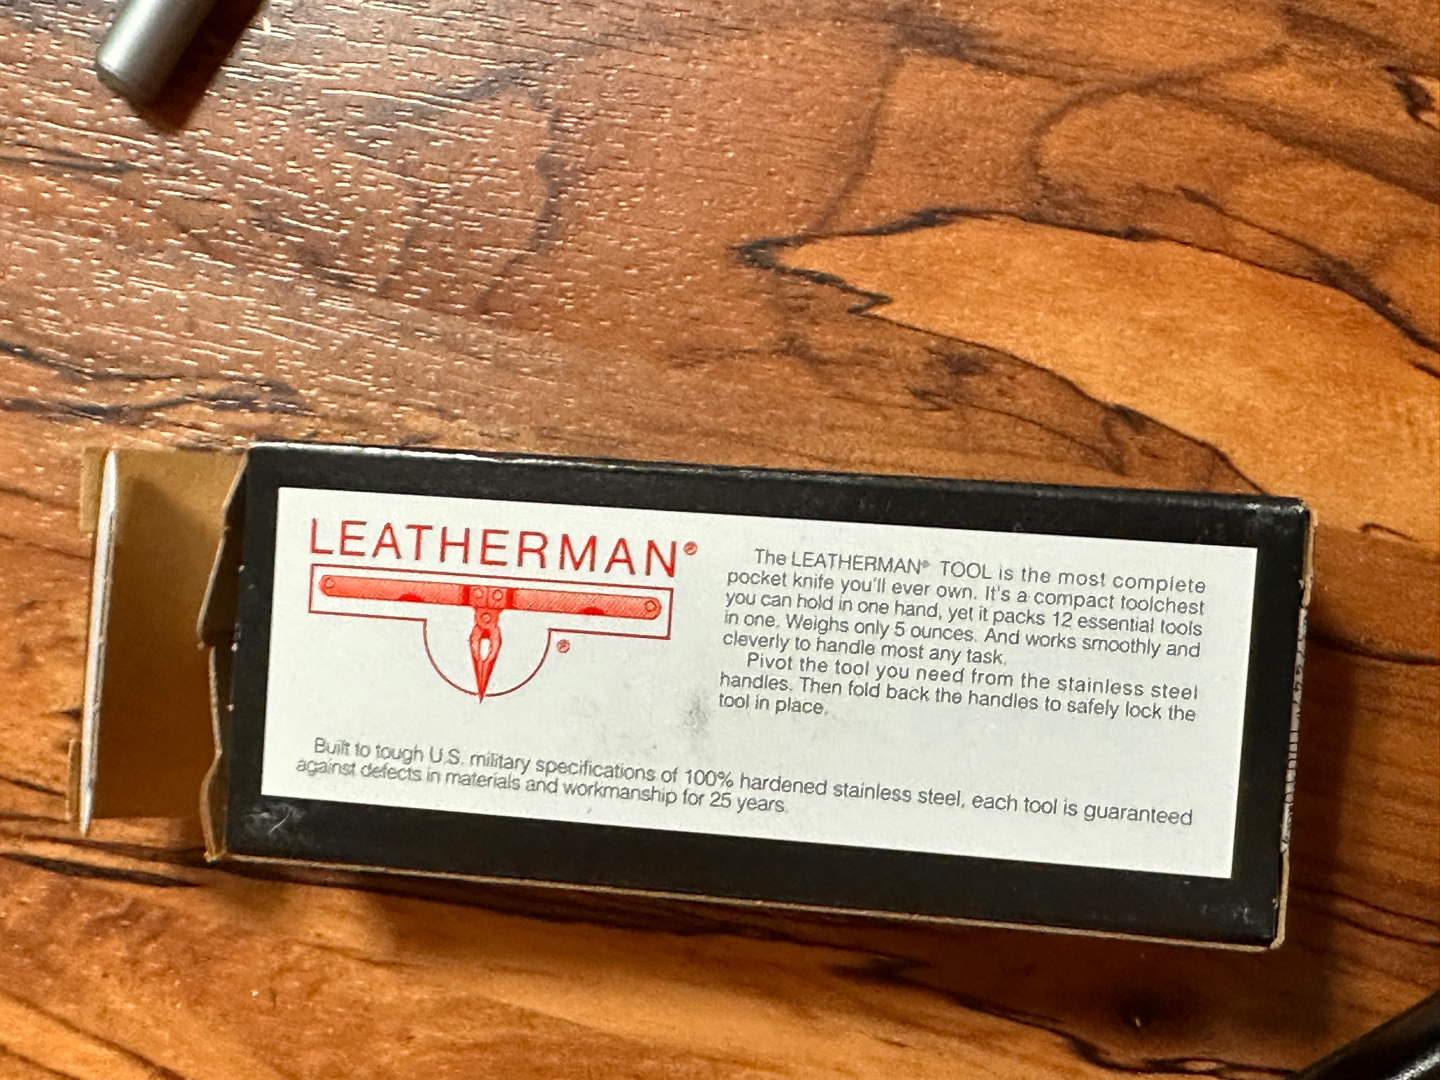 LEATHERMAN®
®
The LEATHERMAN® TOOL is the most complete
pocket knife you'll ever own. It's a compact toolchest
you can hold in one hand, yet it packs 12 essential tools
in one. Weighs only 5 ounces. And works smoothly and
cleverly to handle most any task.
Pivot the tool you need from the stainless steel
handles. Then fold back the handles to safely lock the
tool in place.
Built to tough U.S. military specifications of 100% hardened stainless steel, each tool is guaranteed
against defects in materials and workmanship for 25 years.